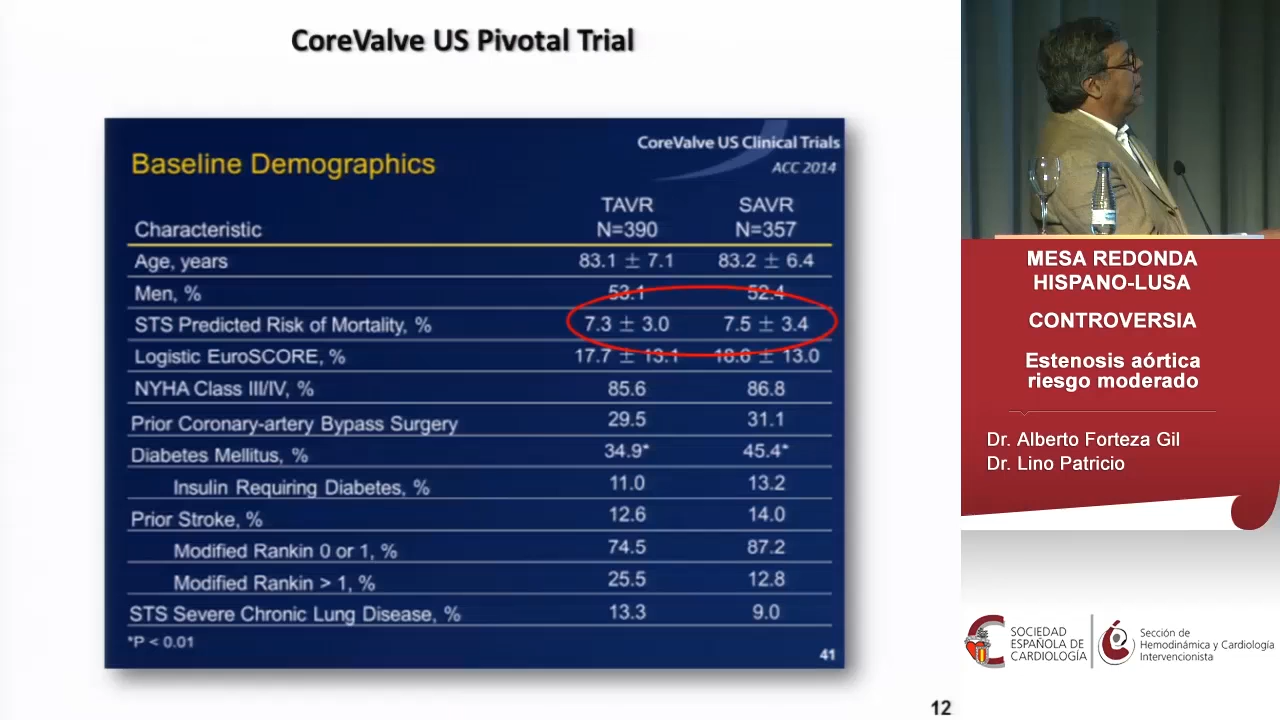 CoreValve US Pivotal Trial
CoreValve US Clinical Trials
ACC 2014
Baseline Demographics
Characteristic TAVR N=390 SAVR N=357
Age, years 83.1 ± 7.1 83.2 ± 6.4
Men, % 53.1 52.4
STS Predicted Risk of Mortality, % 7.3 ± 3.0 7.5 ± 3.4
Logistic EuroSCORE, % 17.7 ± 13.1 18.6 ± 13.0
NYHA Class III/IV, % 85.6 86.8
Prior Coronary-artery Bypass Surgery 29.5 31.1
Diabetes Mellitus, % 34.9* 45.4*
Insulin Requiring Diabetes, % 11.0 13.2
Prior Stroke, % 12.6 14.0
Modified Rankin 0 or 1, % 74.5 87.2
Modified Rankin > 1, % 25.5 12.8
STS Severe Chronic Lung Disease, % 13.3 9.0
*P < 0.01
41
12
MESA REDONDA
HISPANO-LUSA
CONTROVERSIA
Estenosis aórtica
riesgo moderado
Dr. Alberto Forteza Gil
Dr. Lino Patricio
SOCIEDAD
ESPAÑOLA DE
CARDIOLOGÍA
Sección de
Hemodinámica y Cardiología
Intervencionista